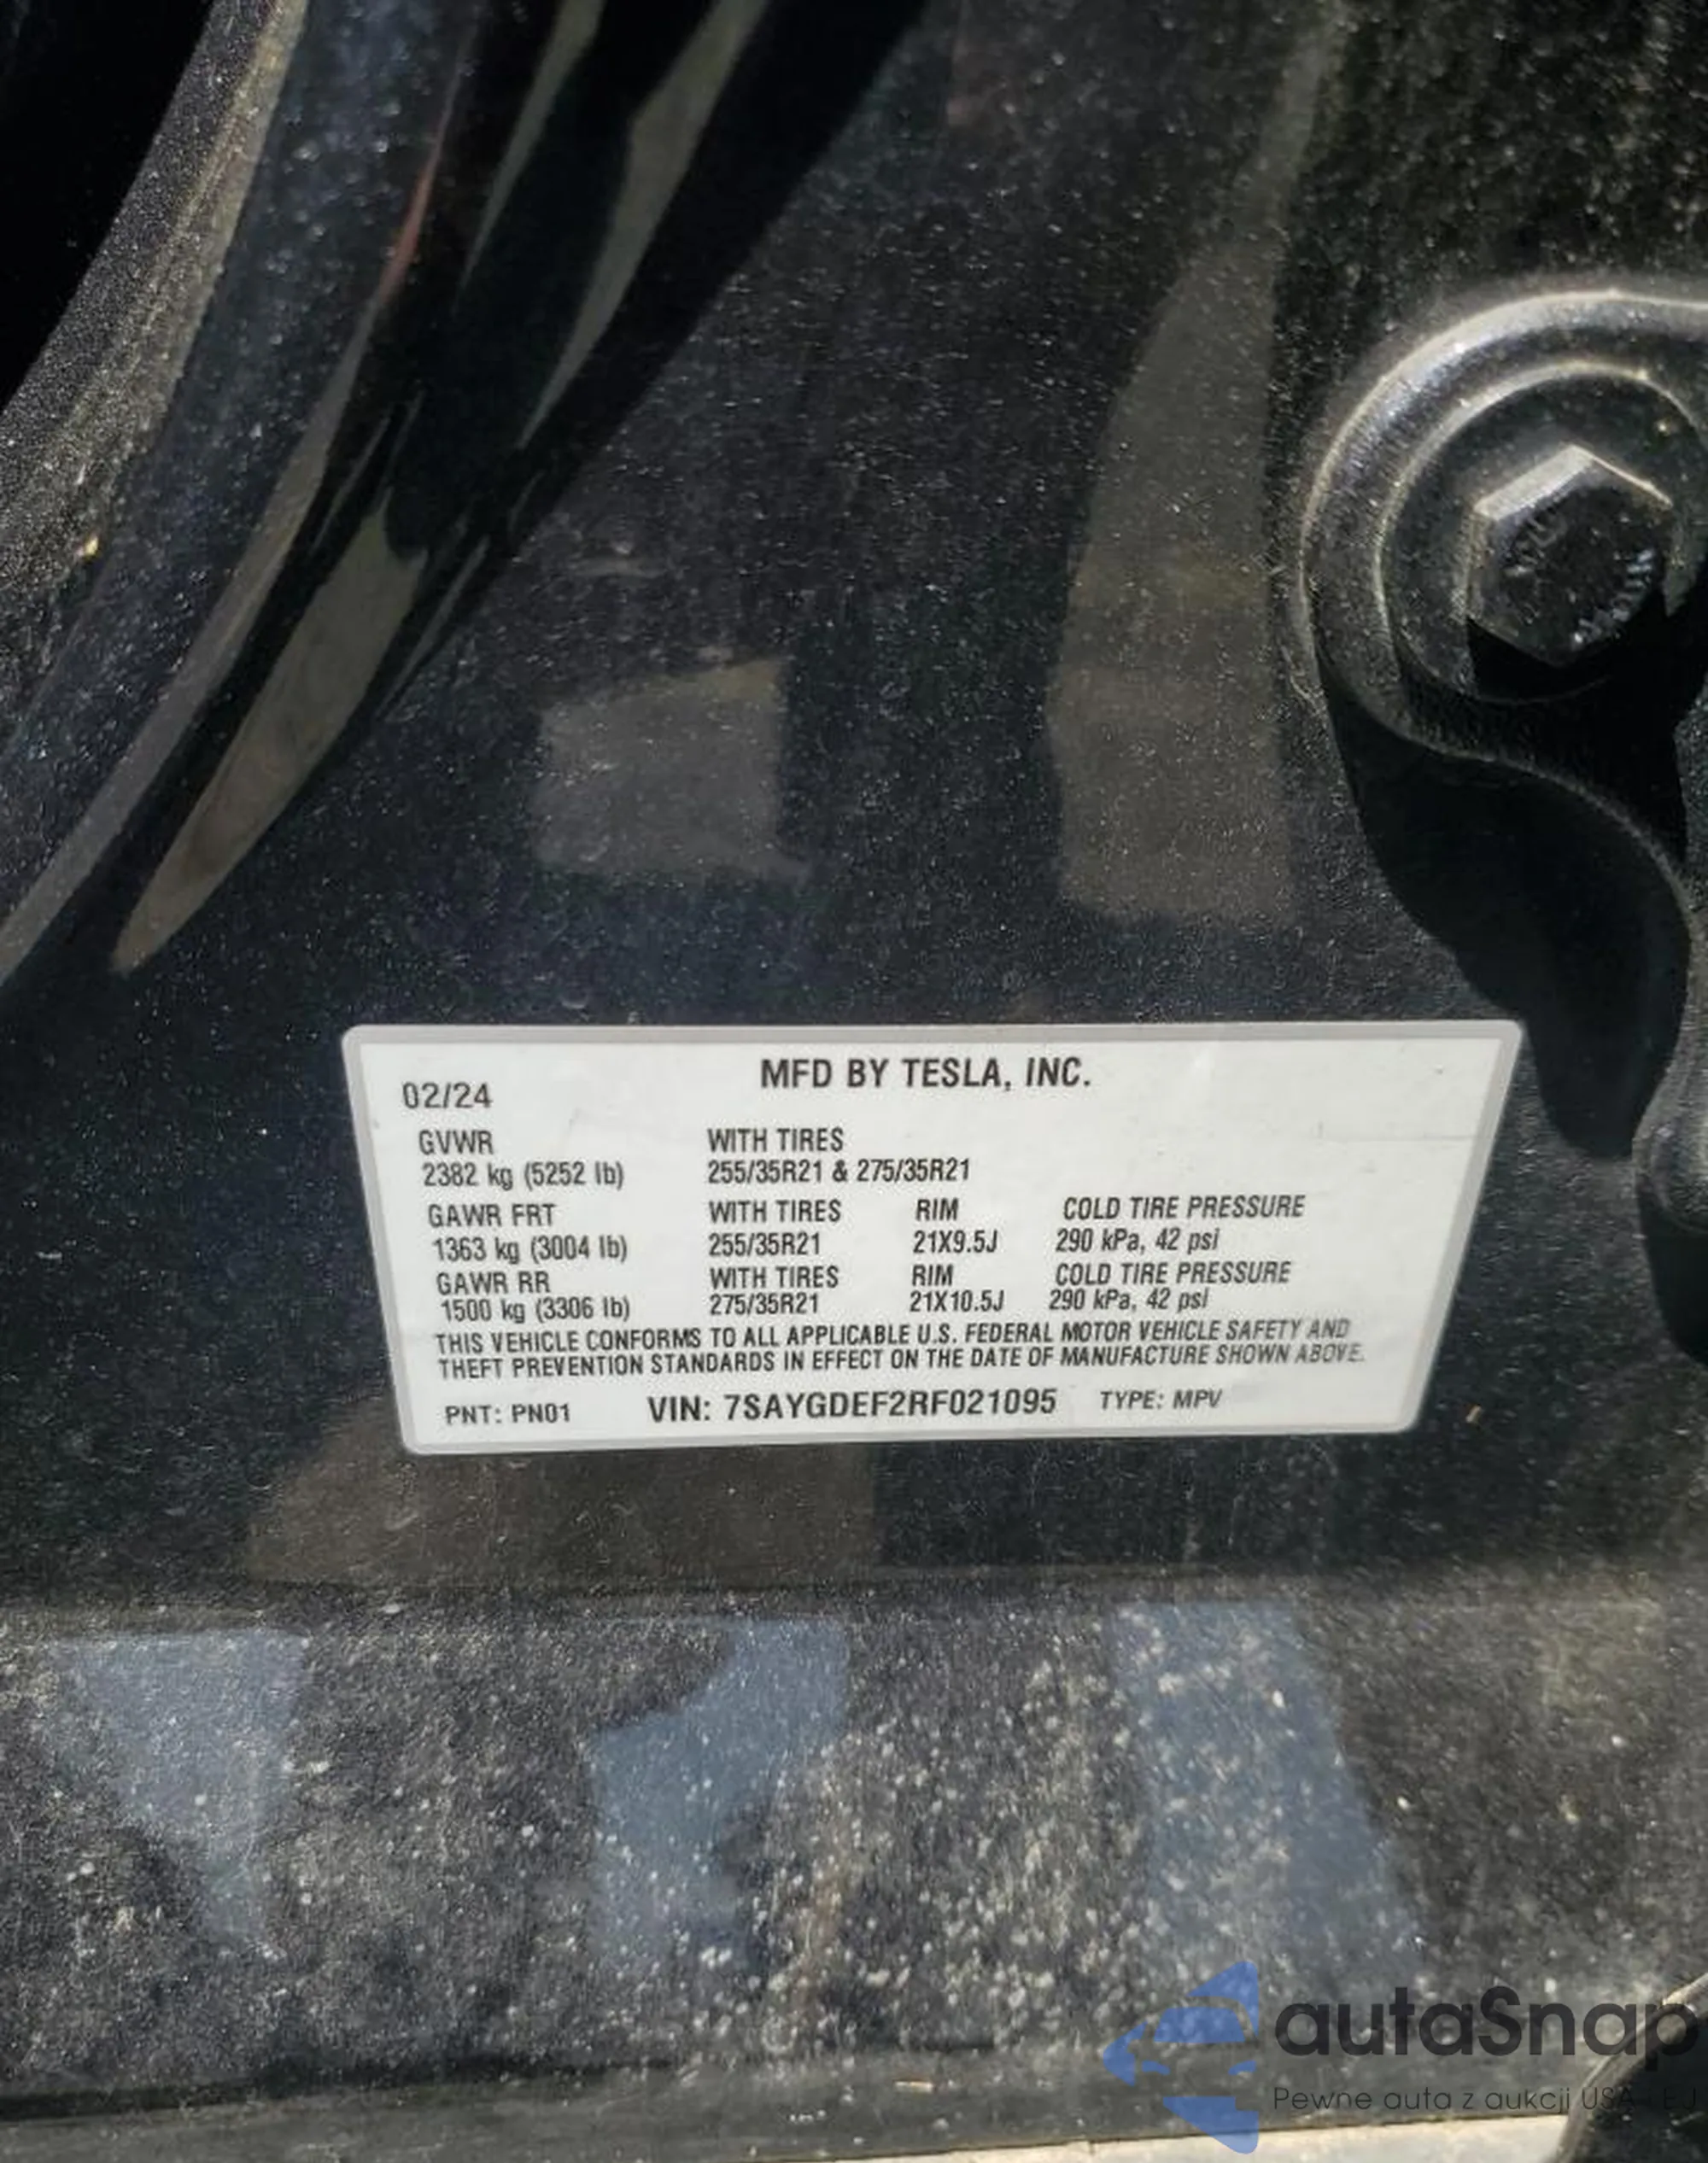 MFD BY TESLA, INC.
02/24
GVWR WITH TIRES
2382 kg (5252 lb) 255/35R21 & 275/35R21
GAWR FRT WITH TIRES RIM COLD TIRE PRESSURE
1363 kg (3004 lb) 255/35R21 21X9.5J 290 kPa, 42 psi
GAWR RR WITH TIRES RIM COLD TIRE PRESSURE
1500 kg (3306 lb) 275/35R21 21X10.5J 290 kPa, 42 psi
THIS VEHICLE CONFORMS TO ALL APPLICABLE U.S. FEDERAL MOTOR VEHICLE SAFETY AND
THEFT PREVENTION STANDARDS IN EFFECT ON THE DATE OF MANUFACTURE SHOWN ABOVE.
PNT: PN01 VIN: 7SAYGDEF2RF021095 TYPE: MPV
autaSnap
Pewne auta z aukcji USA i EJ